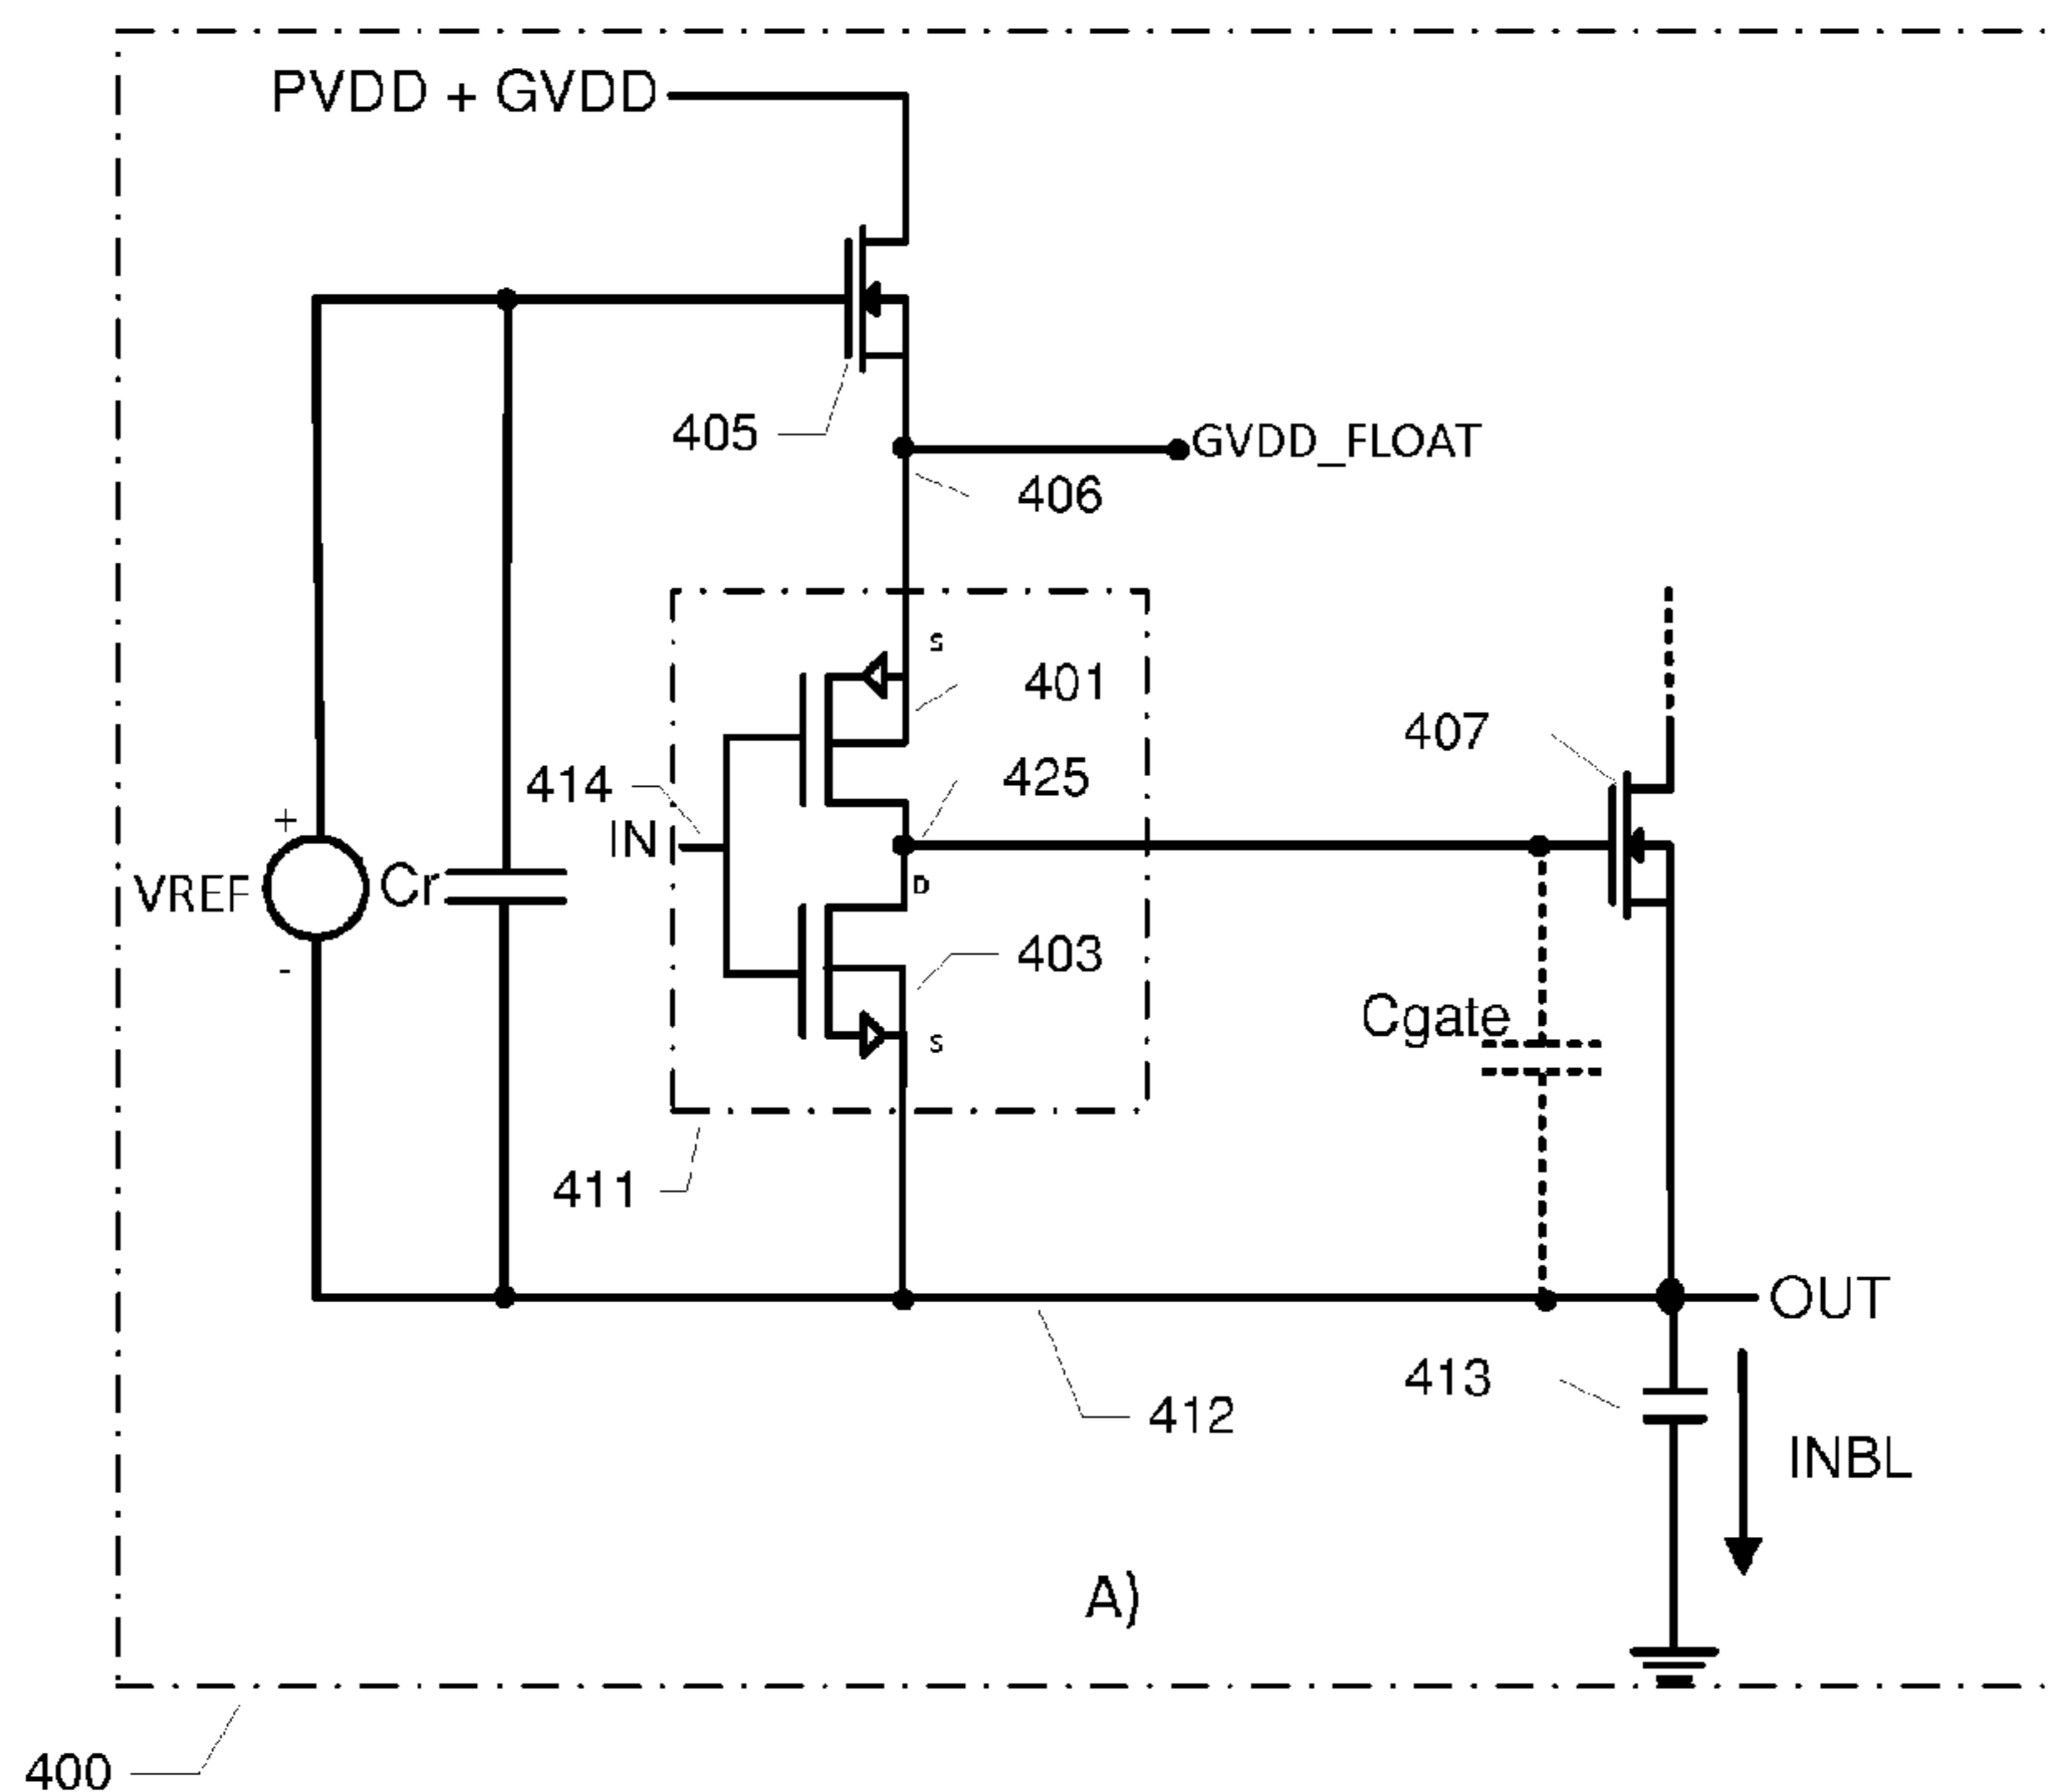 PVDD + GVDD
405
GVDD_FLOAT
406
S
401
407
414
425
+
IN
VREF
Cr
D
403
-
S
Cgate
411
OUT
413
412
INBL
A)
400